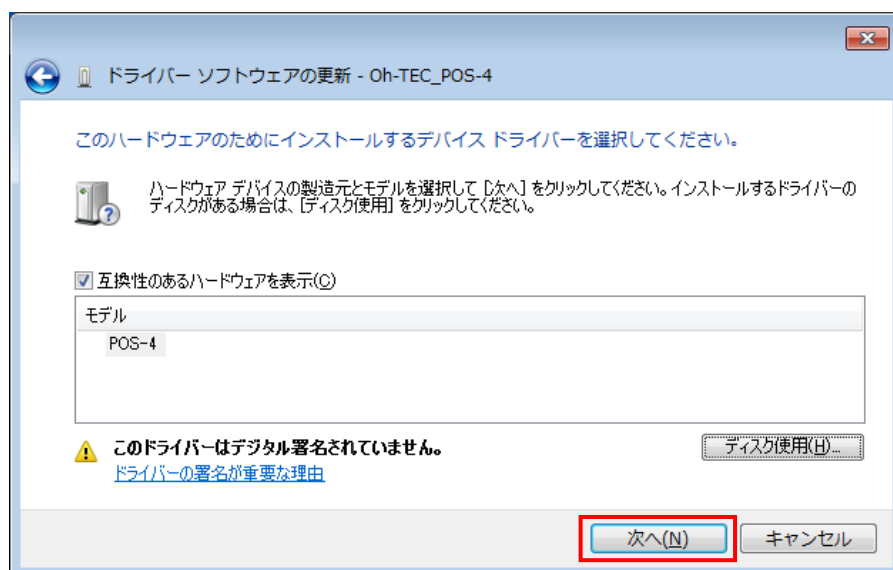 ドライバー ソフトウェアの更新 - Oh-TEC_POS-4
このハードウェアのためにインストールするデバイス ドライバーを選択してください。
ハードウェア デバイスの製造元とモデルを選択して [次へ] をクリックしてください。インストールするドライバーの
ディスクがある場合は、[ディスク使用] をクリックしてください。
互換性のあるハードウェアを表示(C)
モデル
POS-4
このドライバーはデジタル署名されていません。
ディスク使用(H)...
ドライバーの署名が重要な理由
次へ(N)
キャンセル